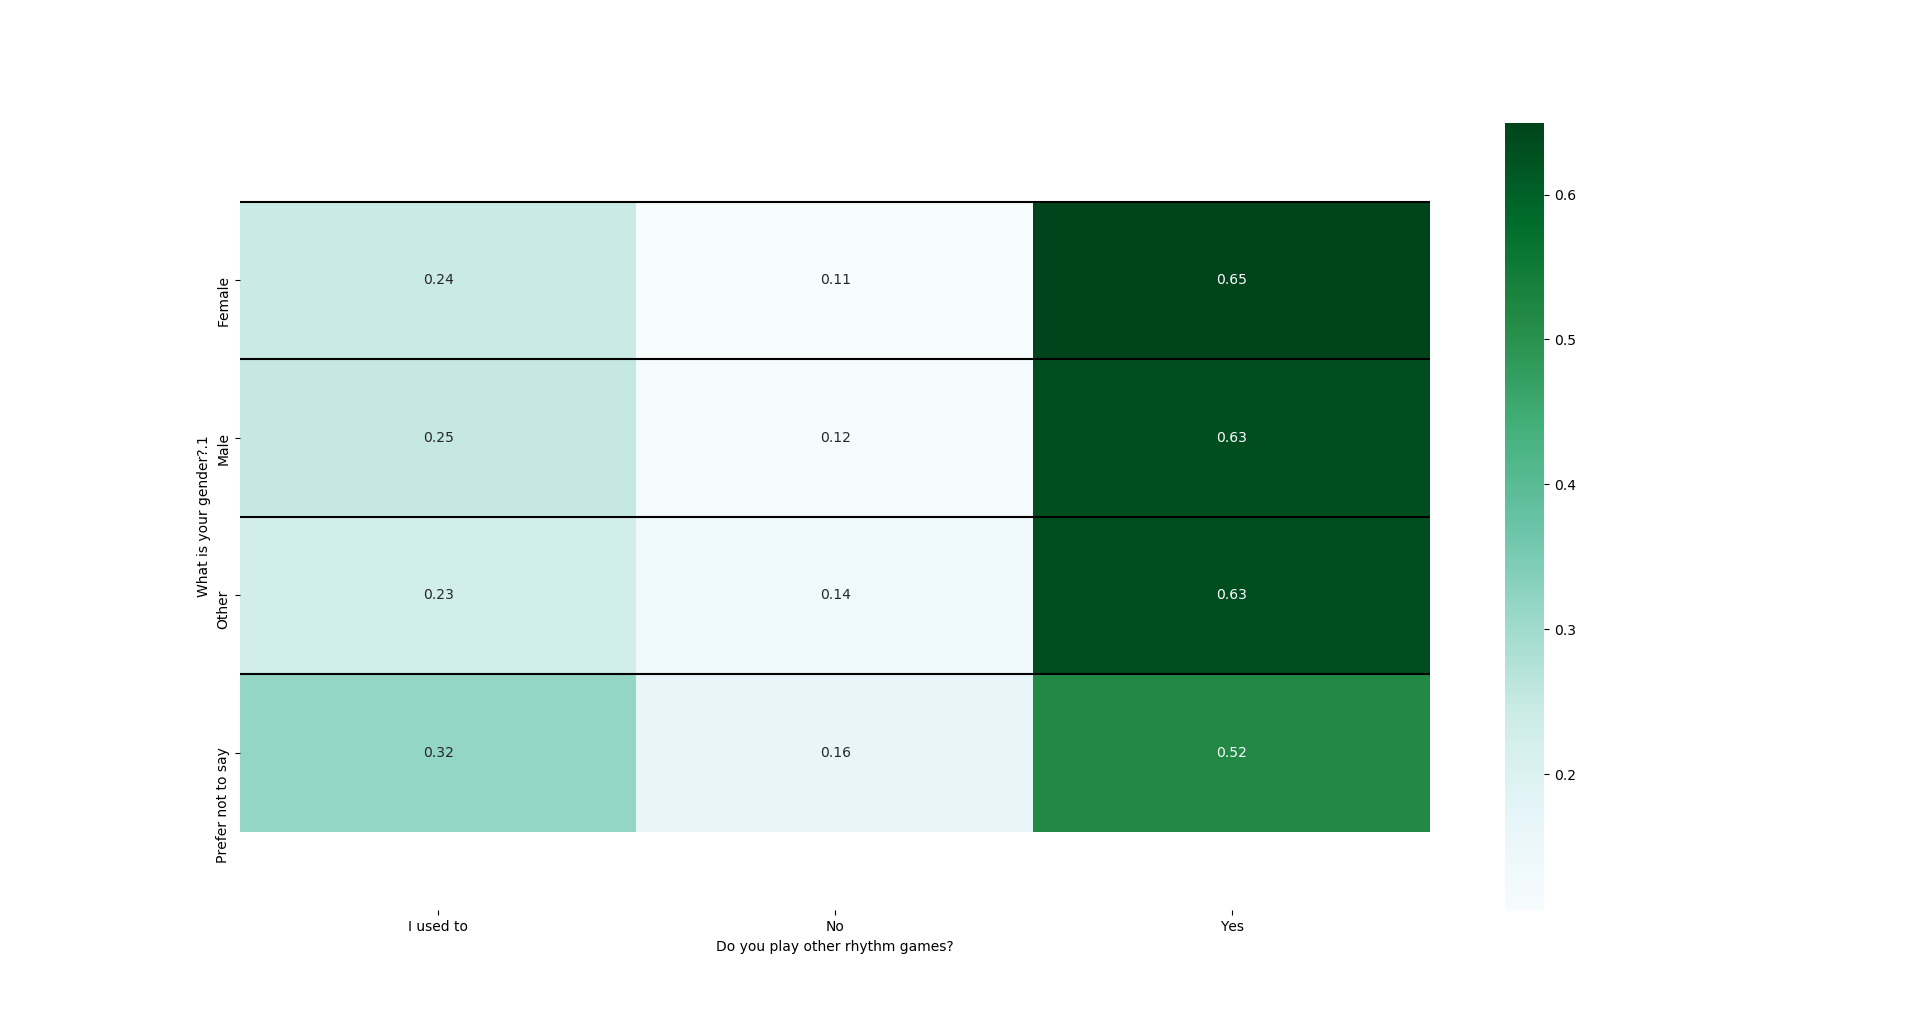 What is your gender?.1
Female
0.24 0.11 0.65
Male
0.25 0.12 0.63
Other
0.23 0.14 0.63
Prefer not to say
0.32 0.16 0.52
I used to No Yes
Do you play other rhythm games?
0.6
0.5
0.4
0.3
0.2